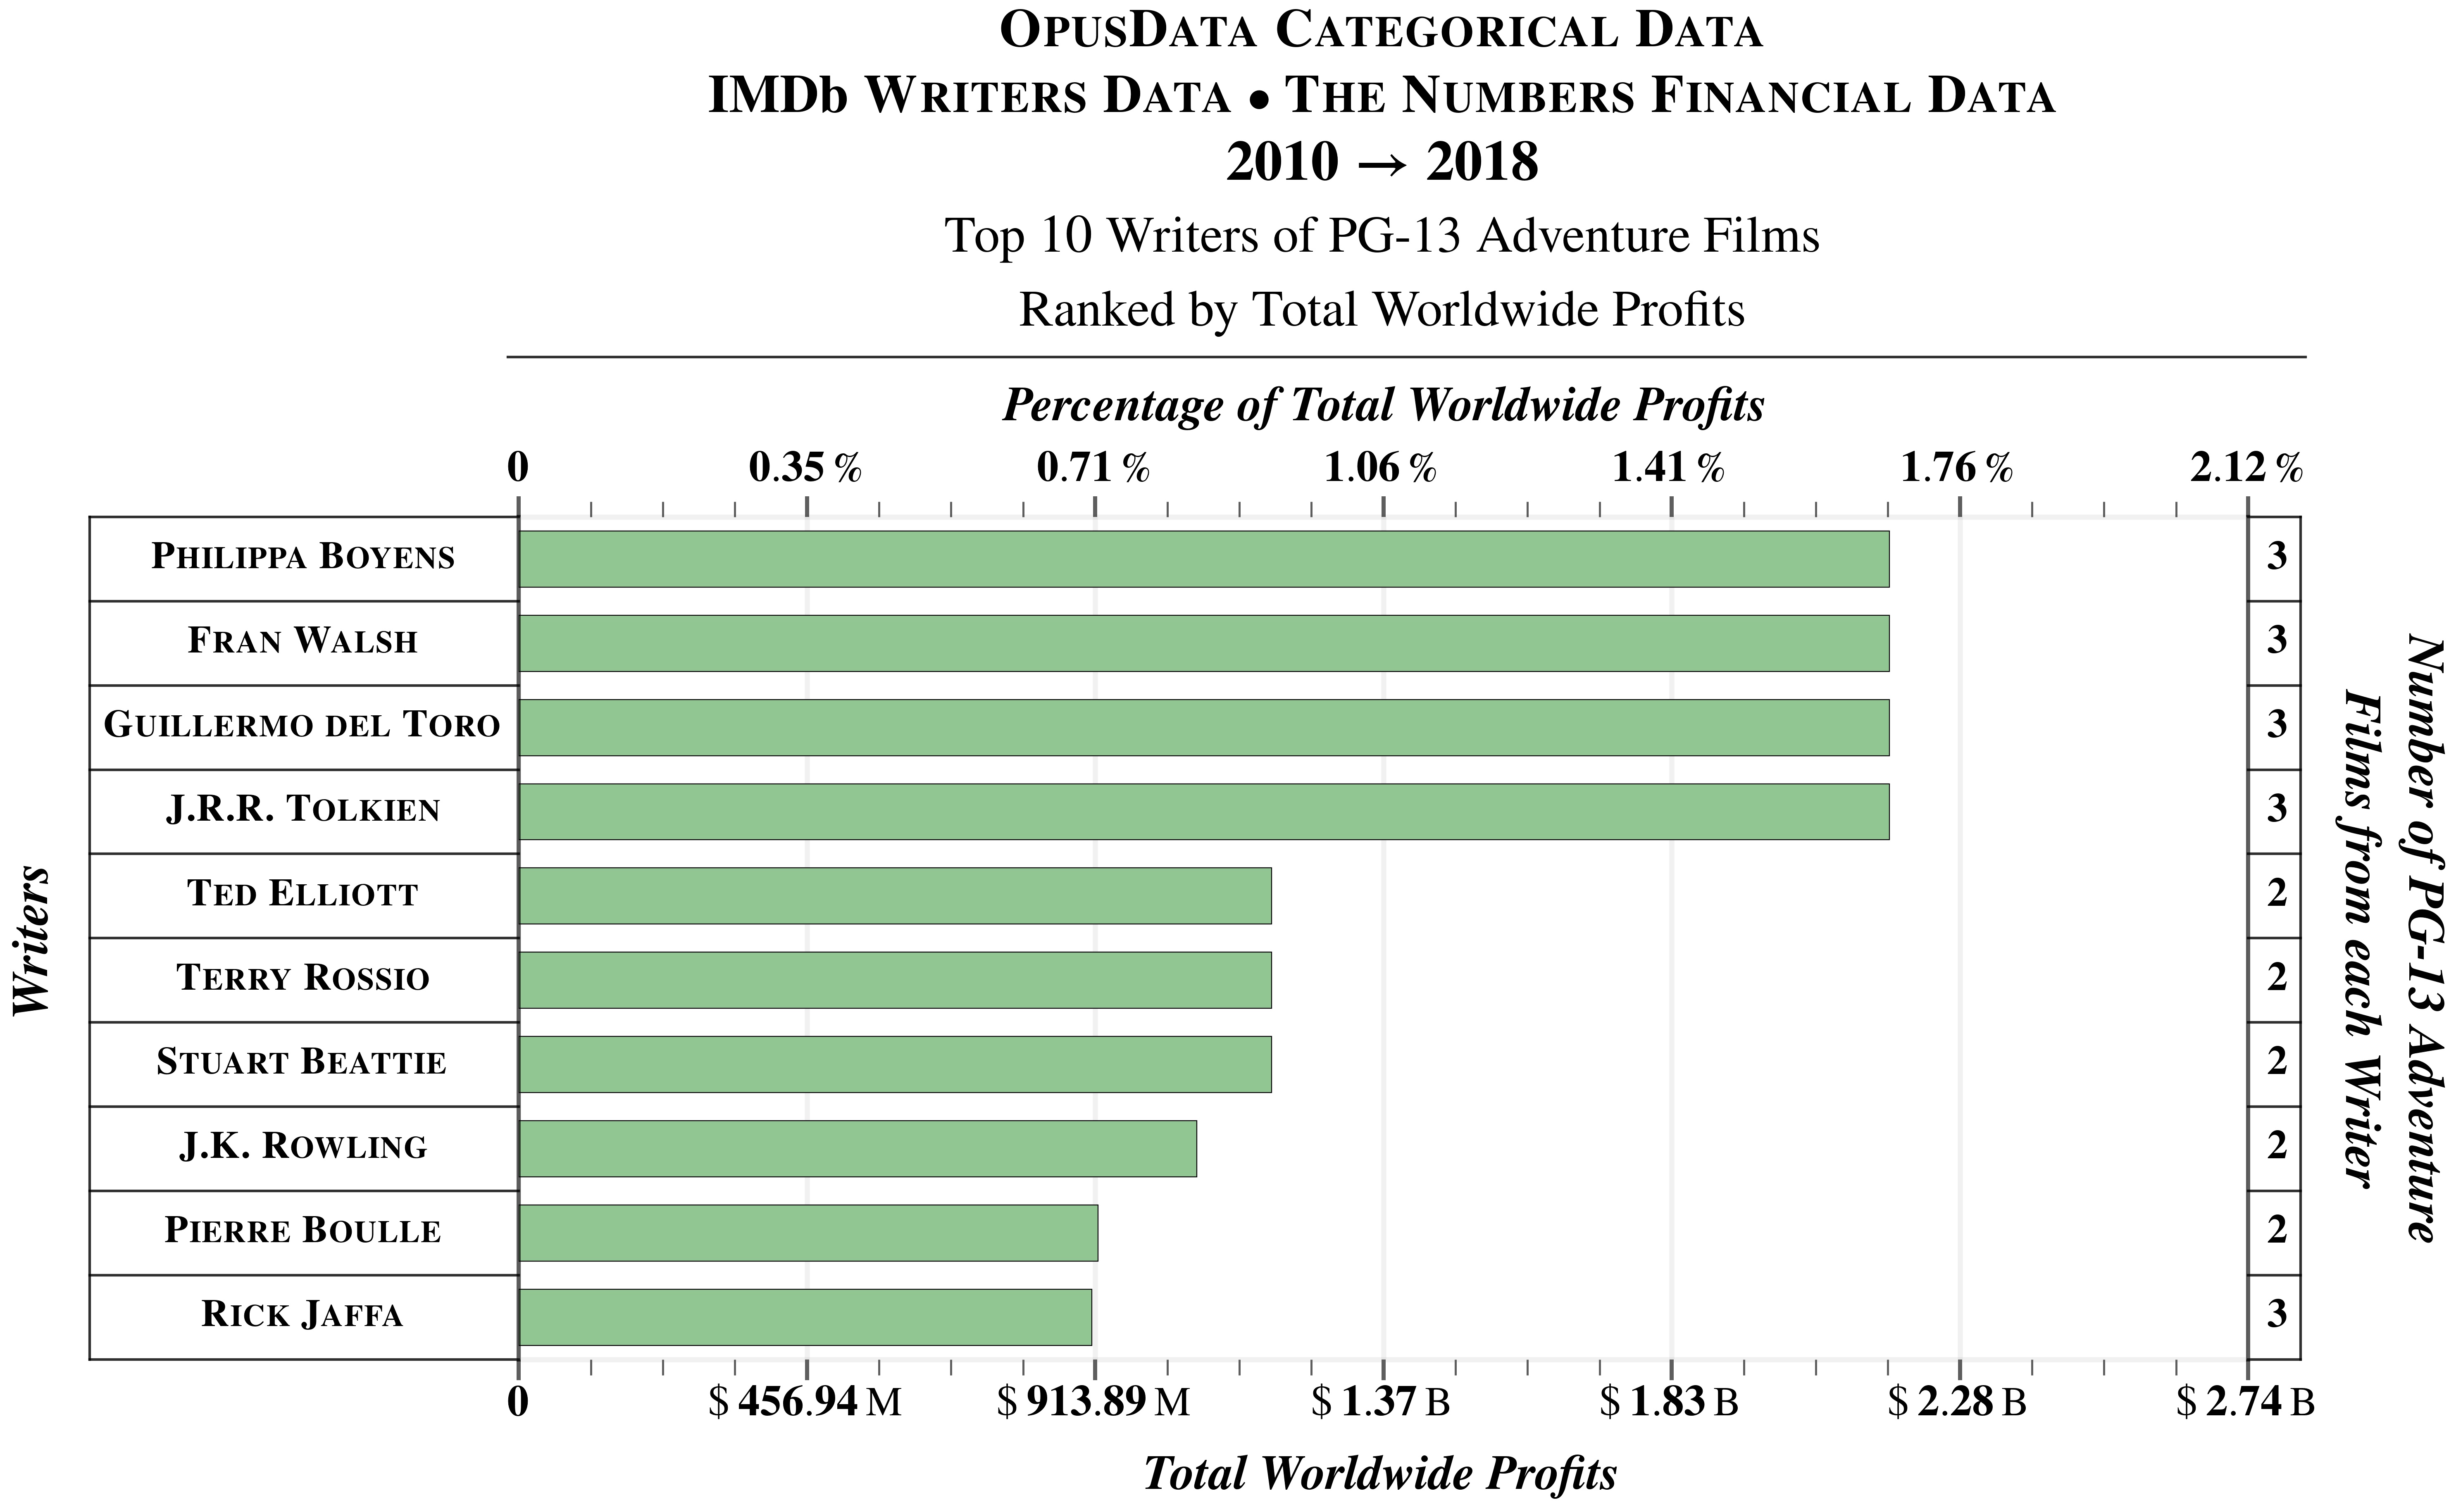 OpusData Categorical Data
IMDb Writers Data • The Numbers Financial Data
2010 → 2018
Top 10 Writers of PG-13 Adventure Films
Ranked by Total Worldwide Profits
Percentage of Total Worldwide Profits
0 0.35 % 0.71 % 1.06 % 1.41 % 1.76 % 2.12 %
Philippa Boyens 3
Fran Walsh 3
Guillermo del Toro 3
J.R.R. Tolkien 3
Ted Elliott 2
Terry Rossio 2
Stuart Beattie 2
J.K. Rowling 2
Pierre Boulle 2
Rick Jaffa 3
Writers
Number of PG-13 Adventure
Films from each Writer
0 $ 456.94 M $ 913.89 M $ 1.37 B $ 1.83 B $ 2.28 B $ 2.74 B
Total Worldwide Profits